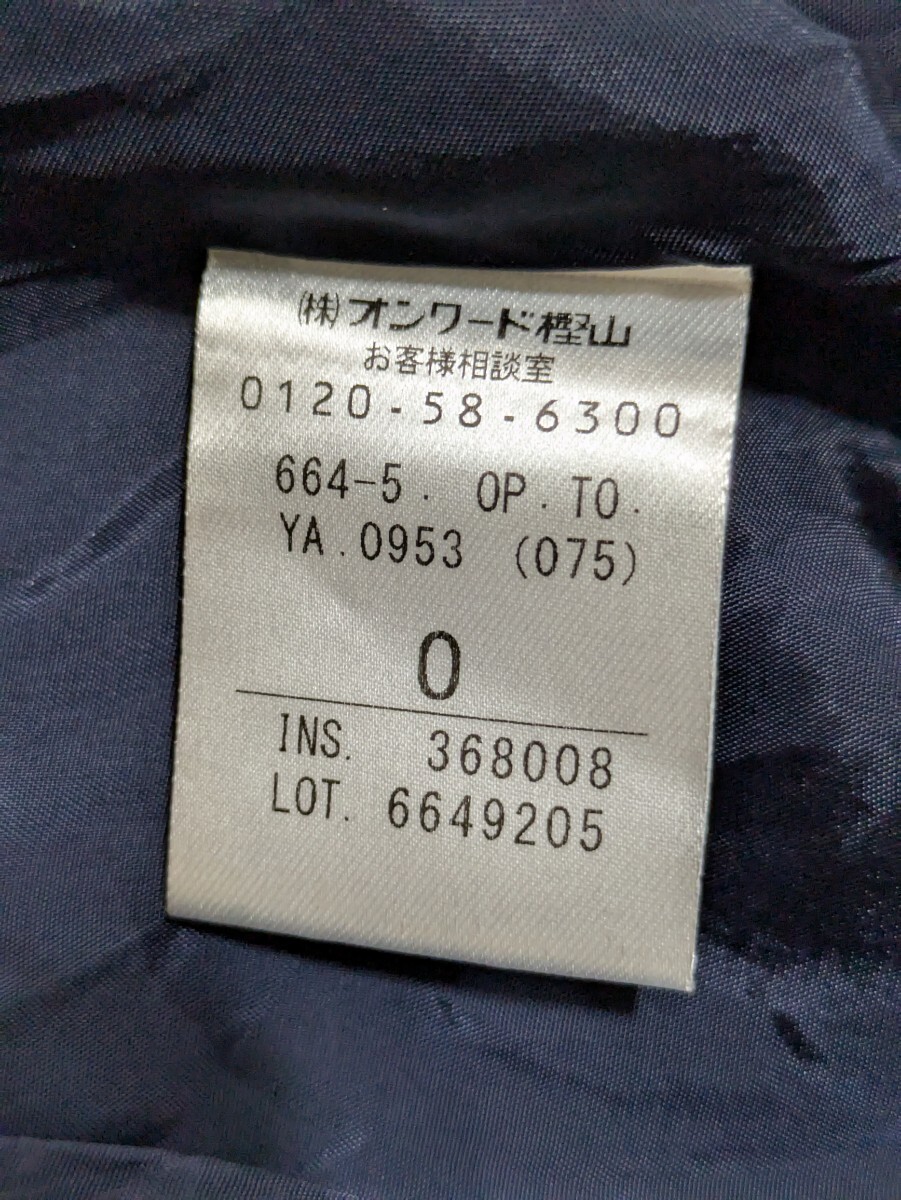 ㈱オンワード樫山
お客様相談室
0120-58-6300
664-5. OP.TO.
YA.0953 (075)
0
INS. 368008
LOT. 6649205